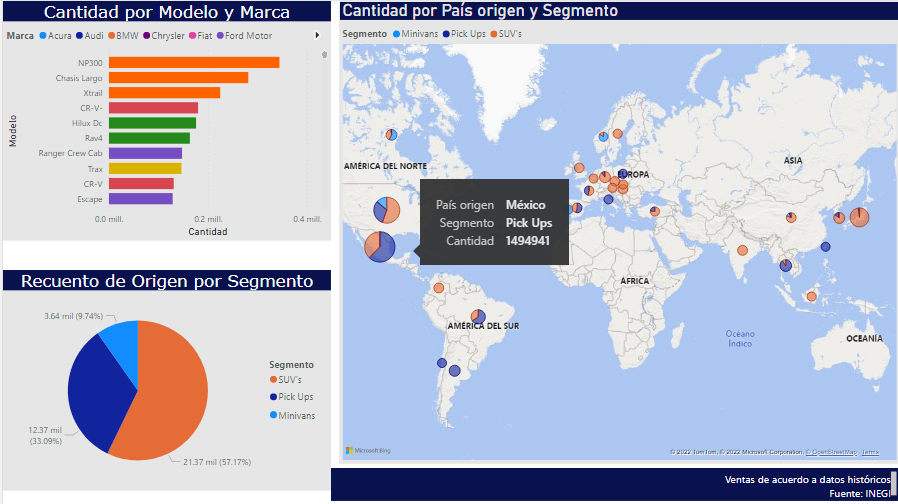 Cantidad por Modelo y Marca
Marca Acura Audi BMW Chrysler Fiat Ford Motor
Modelo
NP300
Chasis Largo
Xtrail
CR-V-
Hilux Dc
Rav4
Ranger Crew Cab
Trax
CR-V
Escape
0.0 mill. 0.2 mill. 0.4 mill.
Cantidad
Recuento de Origen por Segmento
3.64 mil (9.74%)
12.37 mil
(33.09%)
21.37 mil (57.17%)
Segmento
SUV's
Pick Ups
Minivans
Cantidad por País origen y Segmento
Segmento Minivans Pick Ups SUV's
AMÉRICA DEL NORTE
EUROPA
ASIA
País origen México
Segmento Pick Ups
Cantidad 1494941
ÁFRICA
AMÉRICA DEL SUR
Océano
Índico
OCEANÍA
Microsoft Bing
© 2022 TomTom, © 2022 Microsoft Corporation, © OpenStreetMap Terms
Ventas de acuerdo a datos históricos
Fuente: INEGI